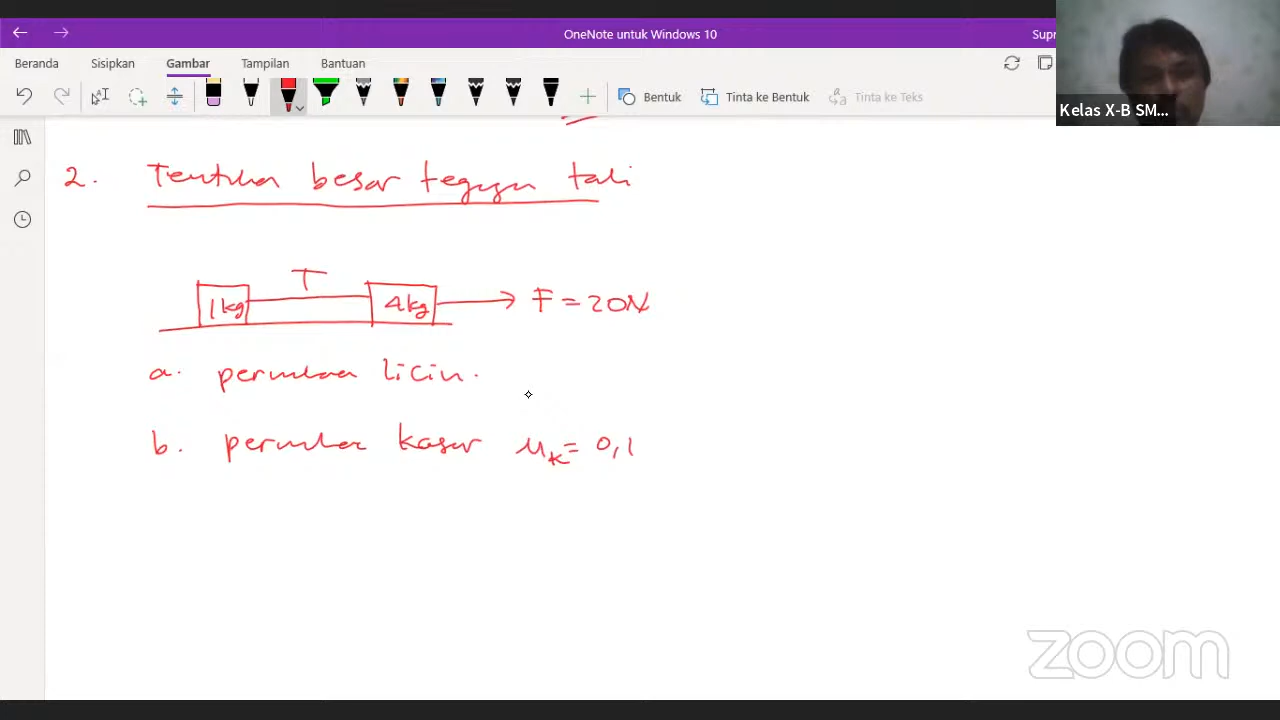 OneNote untuk Windows 10
Supr
Beranda Sisipkan Gambar Tampilan Bantuan
Bentuk Tinta ke Bentuk Tinta ke Teks
Kelas X-B SM...
2. Tentukan besar tegangan tali
T
1kg 4kg F = 20N
a. permukaan licin.
b. permukaan kasar μk = 0,1
zoom